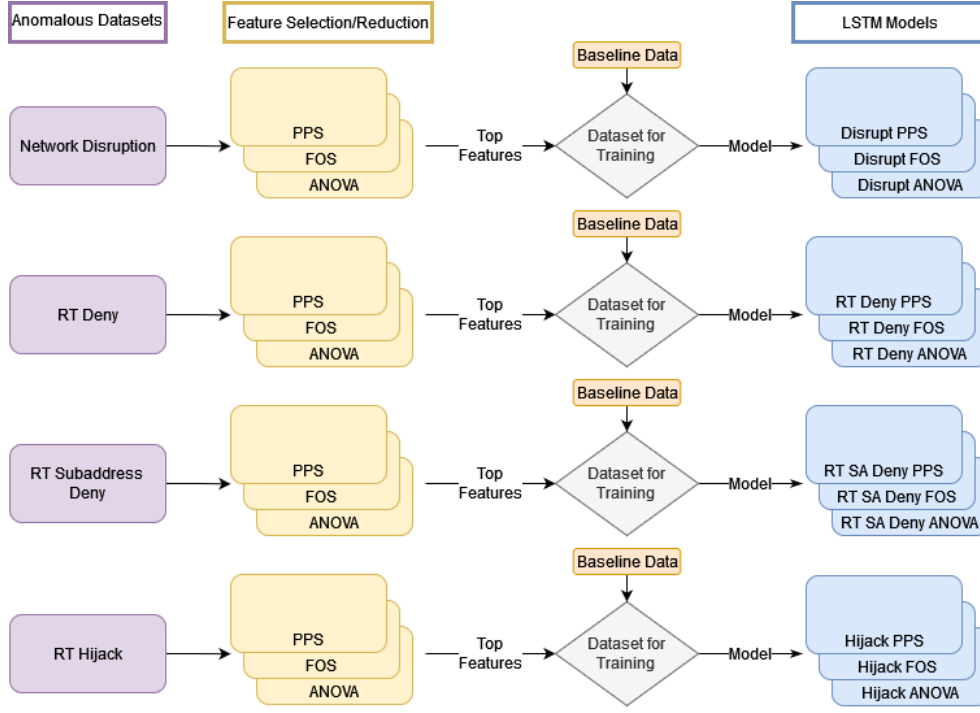 Anomalous Datasets
Feature Selection/Reduction
LSTM Models
Network Disruption
PPS
FOS
ANOVA
Top
Features
Baseline Data
Dataset for
Training
Model
Disrupt PPS
Disrupt FOS
Disrupt ANOVA
RT Deny
PPS
FOS
ANOVA
Top
Features
Baseline Data
Dataset for
Training
Model
RT Deny PPS
RT Deny FOS
RT Deny ANOVA
RT Subaddress
Deny
PPS
FOS
ANOVA
Top
Features
Baseline Data
Dataset for
Training
Model
RT SA Deny PPS
RT SA Deny FOS
RT SA Deny ANOVA
RT Hijack
PPS
FOS
ANOVA
Top
Features
Baseline Data
Dataset for
Training
Model
Hijack PPS
Hijack FOS
Hijack ANOVA